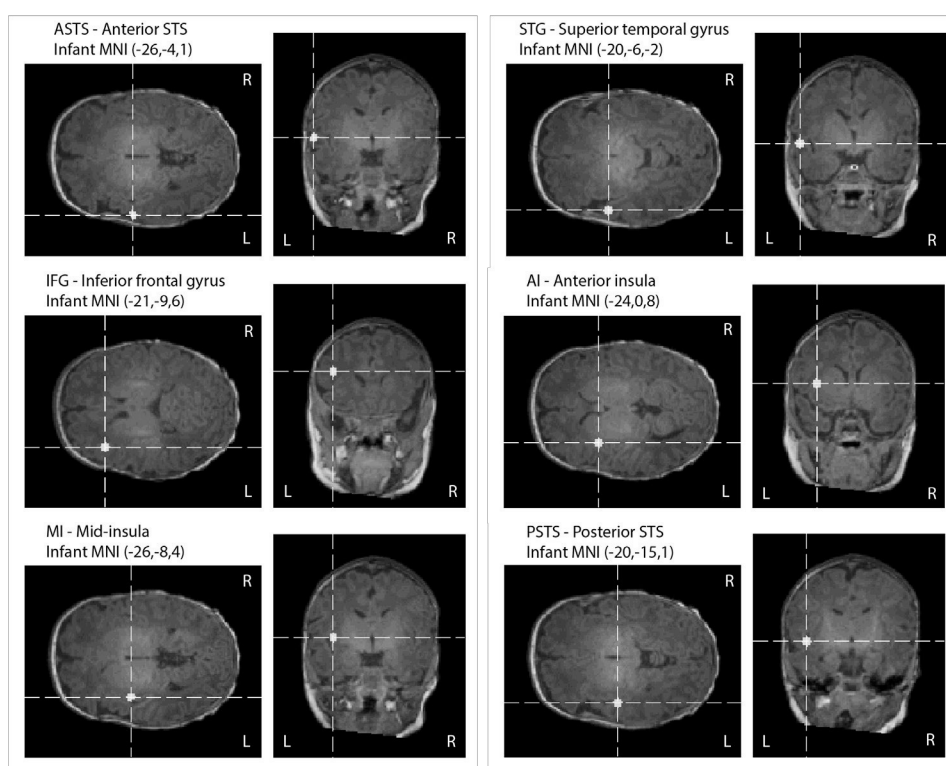 ASTS - Anterior STS
Infant MNI (-26,-4,1)
R
L
L
R
STG - Superior temporal gyrus
Infant MNI (-20,-6,-2)
R
L
L
R
IFG - Inferior frontal gyrus
Infant MNI (-21,-9,6)
R
L
L
R
AI - Anterior insula
Infant MNI (-24,0,8)
R
L
L
R
MI - Mid-insula
Infant MNI (-26,-8,4)
R
L
L
R
PSTS - Posterior STS
Infant MNI (-20,-15,1)
R
L
L
R